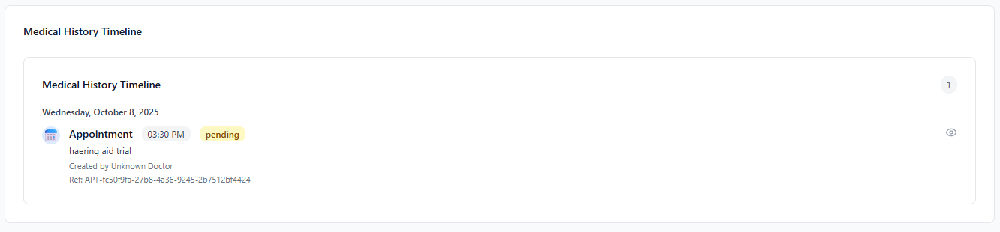 Medical History Timeline
Medical History Timeline
1
Wednesday, October 8, 2025
Appointment 03:30 PM pending
haering aid trial
Created by Unknown Doctor
Ref: APT-fc50f9fa-27b8-4a36-9245-2b7512bf4424